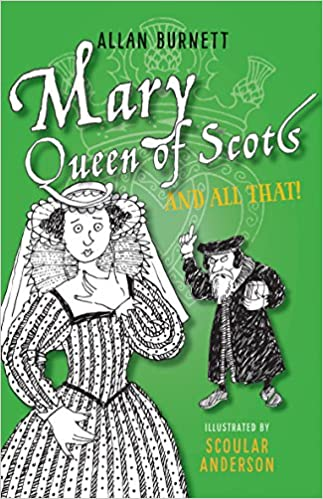 ALLAN BURNETT
Mary
Queen of Scots
AND ALL THAT!
ILLUSTRATED BY
SCOULAR
ANDERSON